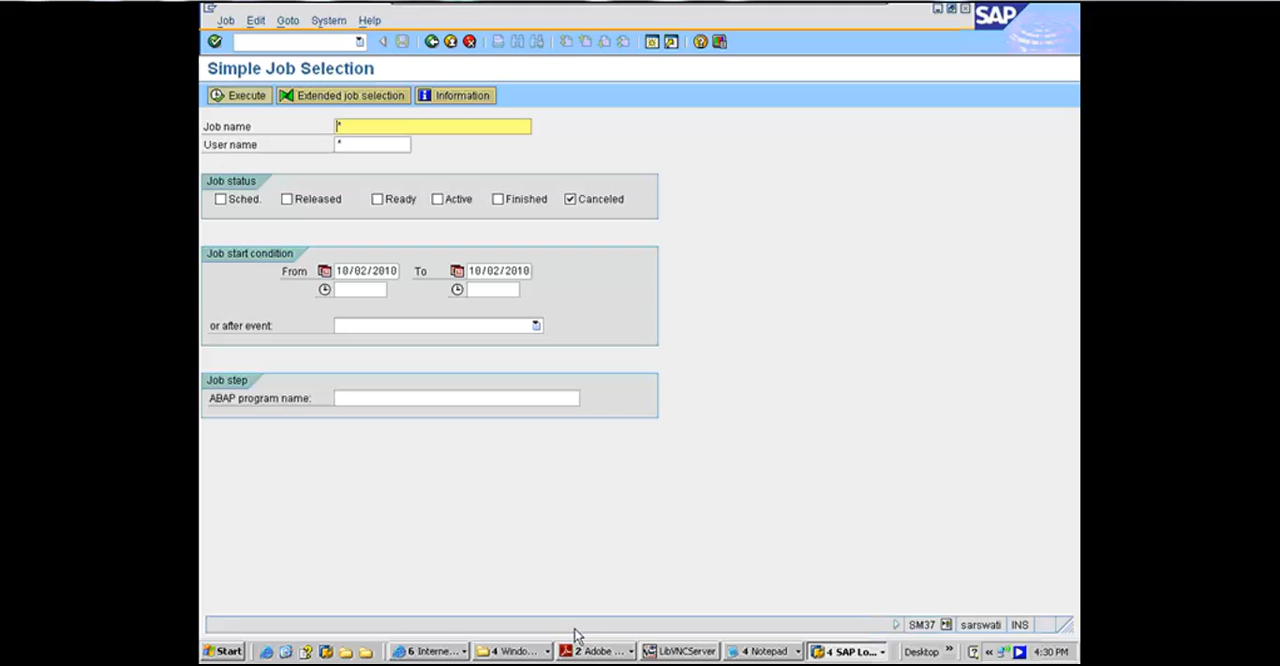 Job Edit Goto System Help
SAP
Simple Job Selection
Execute Extended job selection Information
Job name *
User name *
Job status
Sched. Released Ready Active Finished Canceled
Job start condition
From 10/02/2010 To 10/02/2010
or after event:
Job step
ABAP program name:
SM37 sarswati INS
Start 6 Interne... 4 Windo... 2 Adobe ... LibVNCServer 4 Notepad 4 SAP Lo... Desktop » « 4:30 PM